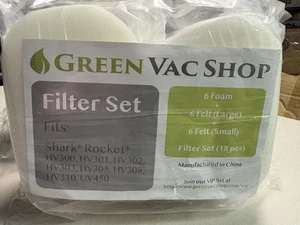 GREEN VAC SHOP
Filter Set
Fits:
Shark® Rocket®
HV300, HV301, HV302,
HV303, HV305, HV308,
HV310, UV450
6 Foam
+
6 Felt (Large)
+
6 Felt (Small)
Filter Set (18 pcs)
Manufactured in China
Join our VIP list at